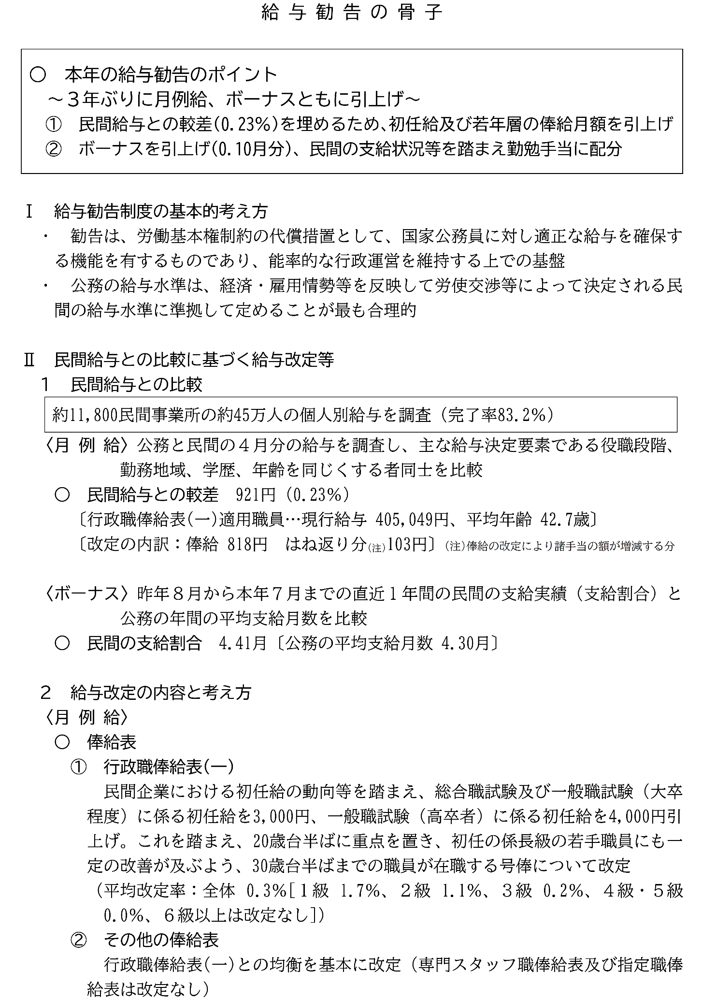 給与勧告の骨子
○　本年の給与勧告のポイント
～３年ぶりに月例給、ボーナスともに引上げ～
①　民間給与との較差(0.23%)を埋めるため、初任給及び若年層の俸給月額を引上げ
②　ボーナスを引上げ(0.10月分)、民間の支給状況等を踏まえ勤勉手当に配分
Ⅰ　給与勧告制度の基本的考え方
・　勧告は、労働基本権制約の代償措置として、国家公務員に対し適正な給与を確保す
る機能を有するものであり、能率的な行政運営を維持する上での基盤
・　公務の給与水準は、経済・雇用情勢等を反映して労使交渉等によって決定される民
間の給与水準に準拠して定めることが最も合理的
Ⅱ　民間給与との比較に基づく給与改定等
１　民間給与との比較
約11,800民間事業所の約45万人の個人別給与を調査（完了率83.2%）
〈月 例 給〉公務と民間の４月分の給与を調査し、主な給与決定要素である役職段階、
勤務地域、学歴、年齢を同じくする者同士を比較
○　民間給与との較差　921円（0.23%）
〔行政職俸給表(一)適用職員…現行給与 405,049円、平均年齢 42.7歳〕
〔改定の内訳：俸給 818円　はね返り分(注)103円〕(注)俸給の改定により諸手当の額が増減する分
〈ボーナス〉昨年８月から本年７月までの直近１年間の民間の支給実績（支給割合）と
公務の年間の平均支給月数を比較
○　民間の支給割合　4.41月〔公務の平均支給月数 4.30月〕
２　給与改定の内容と考え方
〈月 例 給〉
○　俸給表
①　行政職俸給表(一)
民間企業における初任給の動向等を踏まえ、総合職試験及び一般職試験（大卒
程度）に係る初任給を3,000円、一般職試験（高卒者）に係る初任給を4,000円引
上げ。これを踏まえ、20歳台半ばに重点を置き、初任の係長級の若手職員にも一
定の改善が及ぶよう、30歳台半ばまでの職員が在職する号俸について改定
（平均改定率：全体 0.3%[１級 1.7%、２級 1.1%、３級 0.2%、４級・５級
0.0%、６級以上は改定なし]）
②　その他の俸給表
行政職俸給表(一)との均衡を基本に改定（専門スタッフ職俸給表及び指定職俸
給表は改定なし）